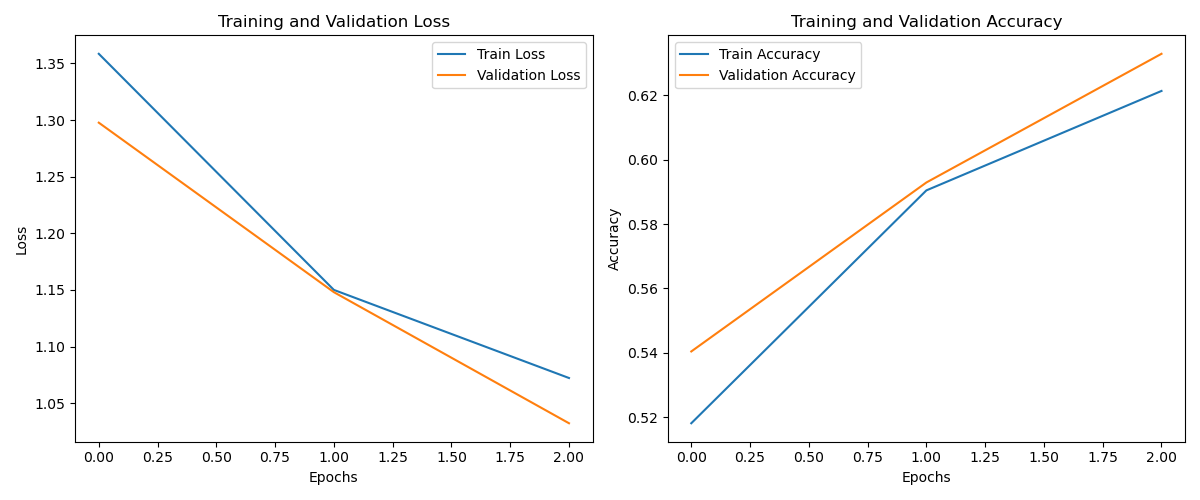 Training and Validation Loss
Train Loss
Validation Loss
1.35
1.30
1.25
1.20
1.15
1.10
1.05
Loss
0.00 0.25 0.50 0.75 1.00 1.25 1.50 1.75 2.00
Epochs
Training and Validation Accuracy
Train Accuracy
Validation Accuracy
0.62
0.60
0.58
0.56
0.54
0.52
Accuracy
0.00 0.25 0.50 0.75 1.00 1.25 1.50 1.75 2.00
Epochs